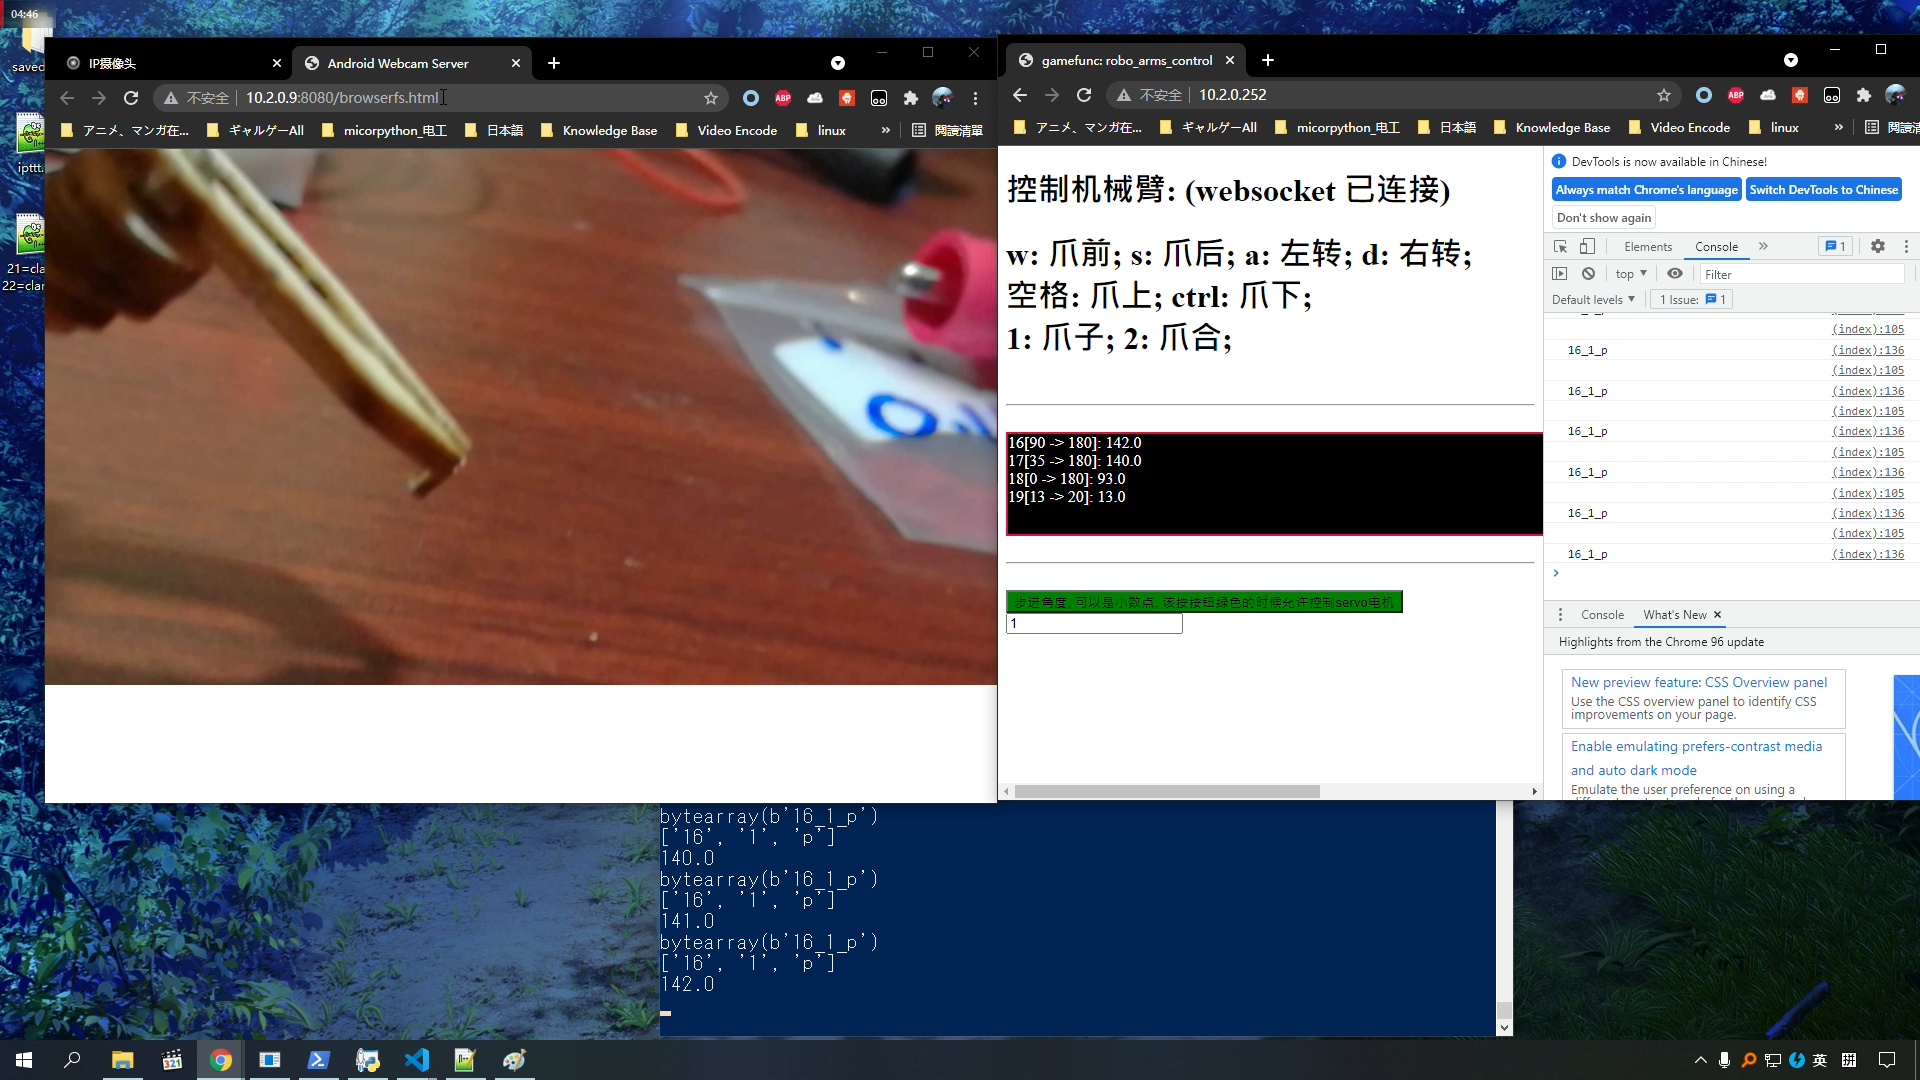 04:46
saved
ipttt.
21=cla
22=clar
IP摄像头
Android Webcam Server
不安全
10.2.0.9:8080/browserfs.html
アニメ、マンガ在...
ギャルゲーAll
micorpython_电工
日本語
Knowledge Base
Video Encode
linux
»
閱讀清單
gamefunc: robo_arms_control
不安全
10.2.0.252
アニメ、マンガ在...
ギャルゲーAll
micorpython_电工
日本語
Knowledge Base
Video Encode
linux
»
閱讀清
控制机械臂: (websocket 已连接)
w: 爪前; s: 爪后; a: 左转; d: 右转;
空格: 爪上; ctrl: 爪下;
1: 爪子; 2: 爪合;
16[90 -> 180]: 142.0
17[35 -> 180]: 140.0
18[0 -> 180]: 93.0
19[13 -> 20]: 13.0
步进角度, 可以是小数点, 该按按钮绿色的时候允许控制servo电机
1
DevTools is now available in Chinese!
Always match Chrome's language
Switch DevTools to Chinese
Don't show again
Elements
Console
»
1
top
Filter
Default levels
1 Issue:
1
(index):105
16_1_p (index):136
(index):105
16_1_p (index):136
(index):105
16_1_p (index):136
(index):105
16_1_p (index):136
(index):105
16_1_p (index):136
(index):105
16_1_p (index):136
>
Console
What's New
Highlights from the Chrome 96 update
New preview feature: CSS Overview panel
Use the CSS overview panel to identify CSS
improvements on your page.
Enable emulating prefers-contrast media
and auto dark mode
Emulate the user preference on using a
bytearray(b'16_1_p')
['16', '1', 'p']
140.0
bytearray(b'16_1_p')
['16', '1', 'p']
141.0
bytearray(b'16_1_p')
['16', '1', 'p']
142.0
321
英
拼